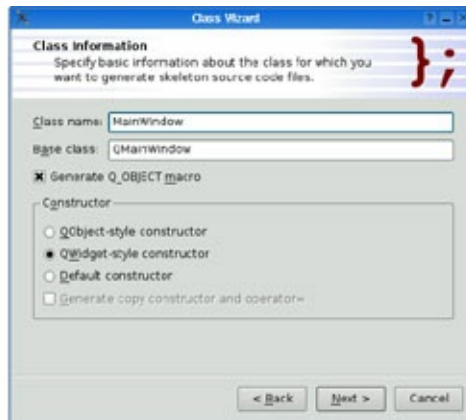 Class Wizard
Class Information
Specify basic information about the class for which you
want to generate skeleton source code files.
};
Class name: MainWindow
Base class: QMainWindow
Generate Q_OBJECT macro
Constructor
QObject-style constructor
QWidget-style constructor
Default constructor
Generate copy constructor and operator=
< Back Next > Cancel